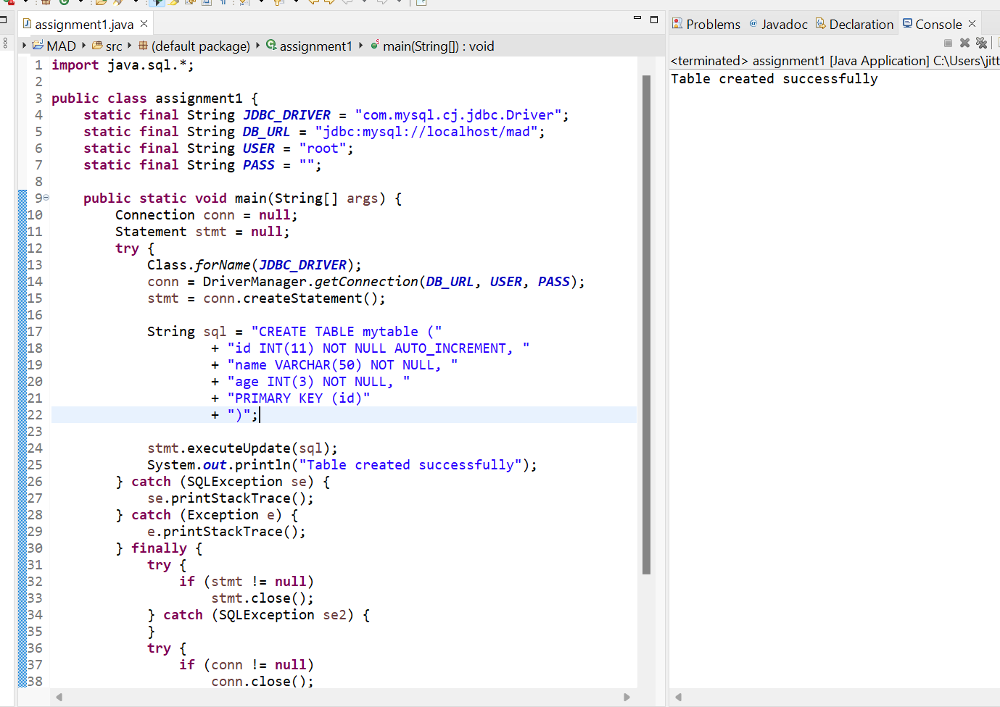 assignment1.java
MAD src (default package) assignment1 main(String[]) : void
1 import java.sql.*;
2
3 public class assignment1 {
4     static final String JDBC_DRIVER = "com.mysql.cj.jdbc.Driver";
5     static final String DB_URL = "jdbc:mysql://localhost/mad";
6     static final String USER = "root";
7     static final String PASS = "";
8
9     public static void main(String[] args) {
10         Connection conn = null;
11         Statement stmt = null;
12         try {
13             Class.forName(JDBC_DRIVER);
14             conn = DriverManager.getConnection(DB_URL, USER, PASS);
15             stmt = conn.createStatement();
16
17             String sql = "CREATE TABLE mytable ("
18                     + "id INT(11) NOT NULL AUTO_INCREMENT, "
19                     + "name VARCHAR(50) NOT NULL, "
20                     + "age INT(3) NOT NULL, "
21                     + "PRIMARY KEY (id)"
22                     + ")";
23
24             stmt.executeUpdate(sql);
25             System.out.println("Table created successfully");
26         } catch (SQLException se) {
27             se.printStackTrace();
28         } catch (Exception e) {
29             e.printStackTrace();
30         } finally {
31             try {
32                 if (stmt != null)
33                     stmt.close();
34             } catch (SQLException se2) {
35             }
36             try {
37                 if (conn != null)
38                     conn.close();
Problems Javadoc Declaration Console
<terminated> assignment1 [Java Application] C:\Users\jitt
Table created successfully